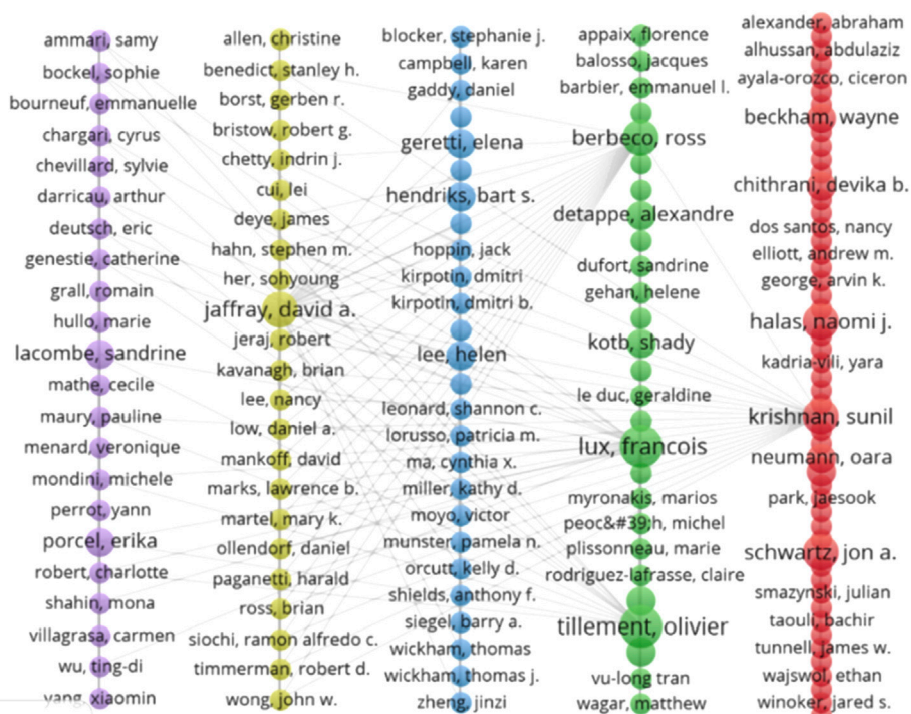 ammari, samy
bockel, sophie
bourneuf, emmanuelle
chargari, cyrus
chevillard, sylvie
darricau, arthur
deutsch, eric
genestie, catherine
grall, romain
hullo, marie
lacombe, sandrine
mathe, cecile
maury, pauline
menard, veronique
mondini, michele
perrot, yann
porcel, erika
robert, charlotte
shahin, mona
villagrasa, carmen
wu, ting-di
yang, xiaomin
allen, christine
benedict, stanley h.
borst, gerben r.
bristow, robert g.
chetty, indrin j.
cui, lei
deye, james
hahn, stephen m.
her, sohyoung
jaffray, david a.
jeraj, robert
kavanagh, brian
lee, nancy
low, daniel a.
mankoff, david
marks, lawrence b.
martel, mary k.
ollendorf, daniel
paganetti, harald
ross, brian
siochi, ramon alfredo c.
timmerman, robert d.
wong, john w.
blocker, stephanie j.
campbell, karen
gaddy, daniel
geretti, elena
hendriks, bart s.
hoppin, jack
kirpotin, dmitri
kirpotin, dmitri b.
lee, helen
leonard, shannon c.
lorusso, patricia m.
ma, cynthia x.
miller, kathy d.
moyo, victor
munster, pamela n.
orcutt, kelly d.
shields, anthony f.
siegel, barry a.
wickham, thomas
wickham, thomas j.
zheng, jinzi
appaix, florence
balosso, jacques
barbier, emmanuel l.
berbeco, ross
detappe, alexandre
dufort, sandrine
gehan, helene
kotb, shady
le duc, geraldine
lux, francois
myronakis, marios
peoc&#39;h, michel
plissonneau, marie
rodriguez-lafrasse, claire
tillement, olivier
vu-long tran
wagar, matthew
alexander, abraham
alhussan, abdulaziz
ayala-orozco, ciceron
beckham, wayne
chithrani, devika b.
dos santos, nancy
elliott, andrew m.
george, arvin k.
halas, naomi j.
kadria-vili, yara
krishnan, sunil
neumann, oara
park, jaesook
schwartz, jon a.
smazynski, julian
taouli, bachir
tunnell, james w.
wajswol, ethan
winoker, jared s.